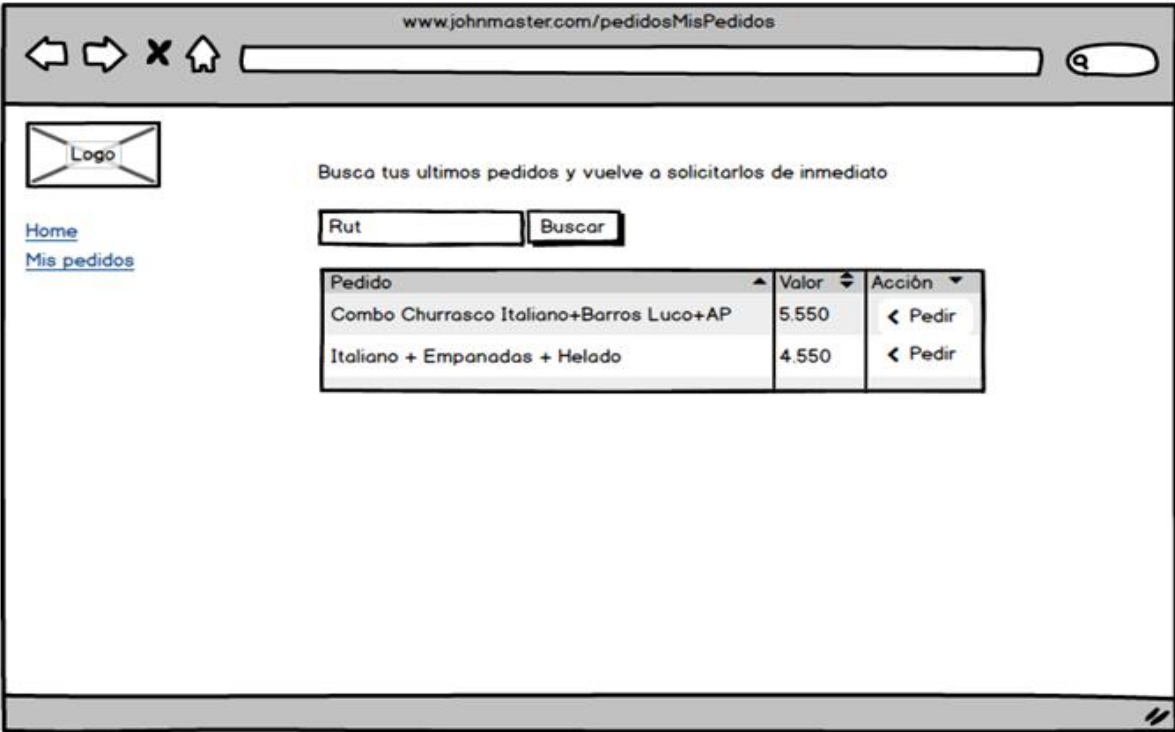 www.johnmaster.com/pedidosMisPedidos
Logo
Busca tus ultimos pedidos y vuelve a solicitarlos de inmediato
Home
Mis pedidos
Rut Buscar
Pedido Valor Acción
Combo Churrasco Italiano+Barros Luco+AP 5.550 Pedir
Italiano + Empanadas + Helado 4.550 Pedir